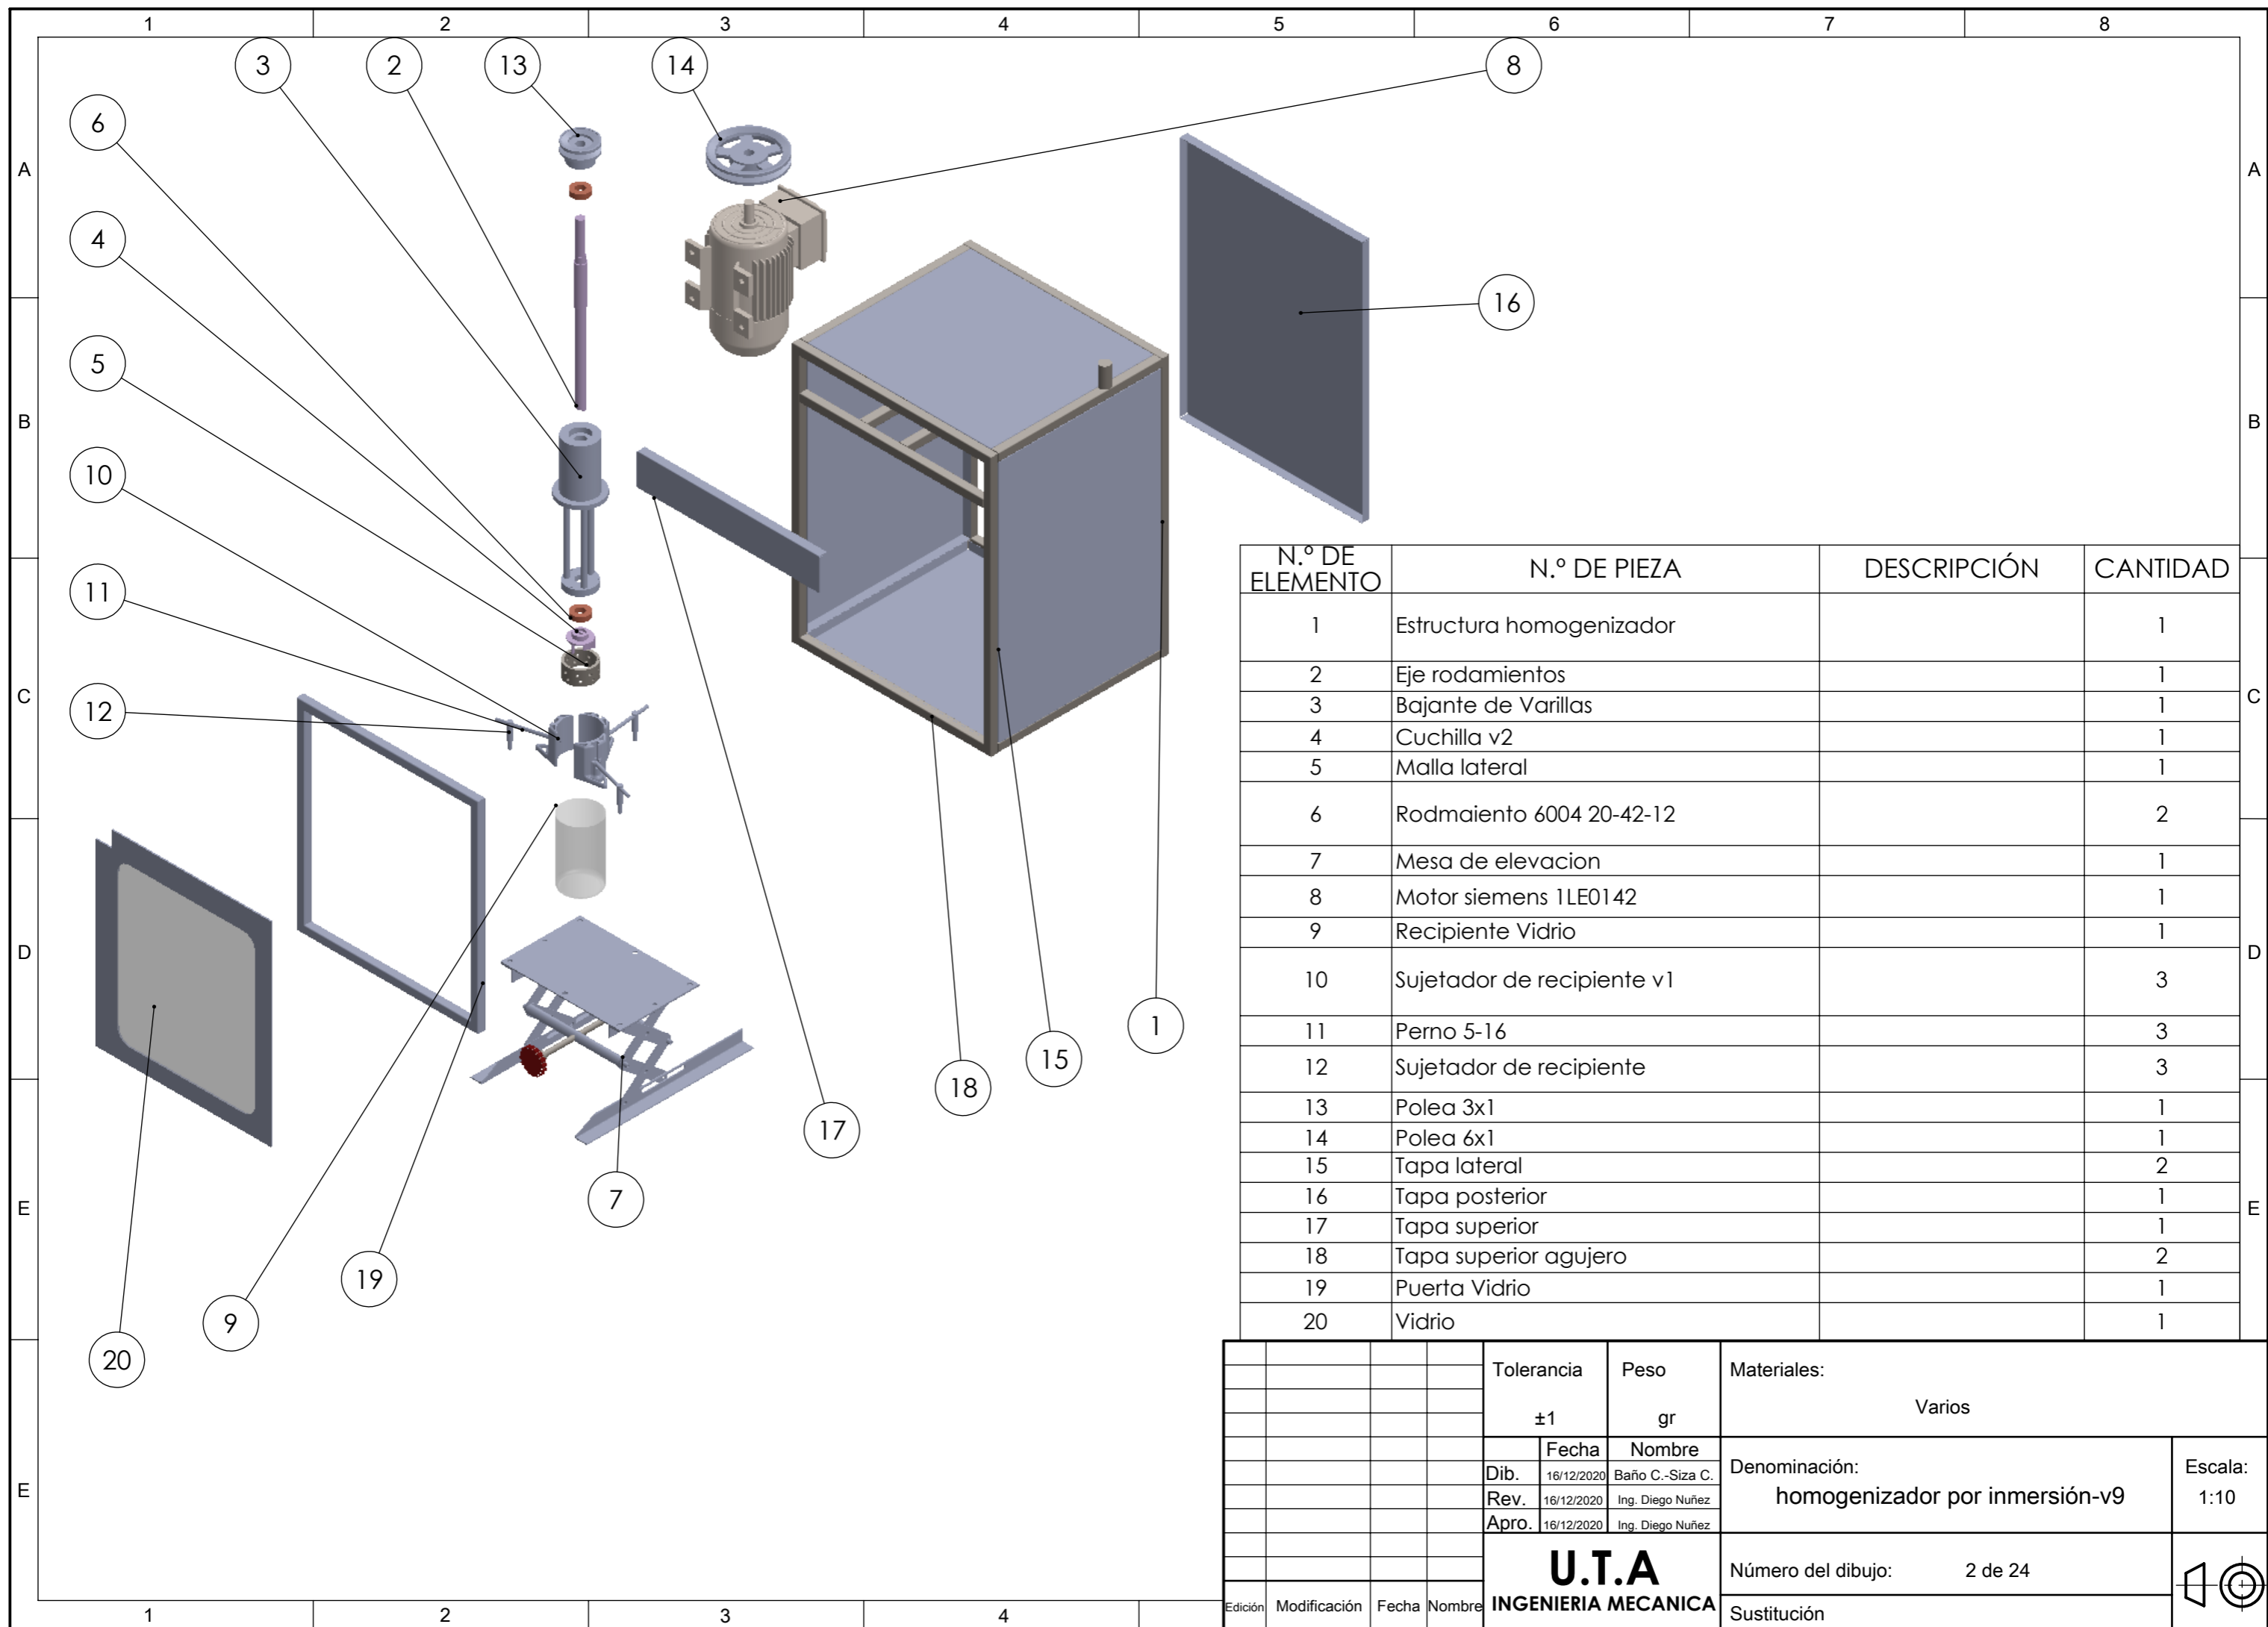 1 2 3 4 5 6 7 8
3 2 13 14 8
6
A A
4
16
5
B B
10
N.º DE ELEMENTO N.º DE PIEZA DESCRIPCIÓN CANTIDAD
1 Estructura homogenizador 1
2 Eje rodamientos 1
3 Bajante de Varillas 1
4 Cuchilla v2 1
5 Malla lateral 1
6 Rodmaiento 6004 20-42-12 2
7 Mesa de elevacion 1
8 Motor siemens 1LE0142 1
9 Recipiente Vidrio 1
10 Sujetador de recipiente v1 3
11 Perno 5-16 3
12 Sujetador de recipiente 3
13 Polea 3x1 1
14 Polea 6x1 1
15 Tapa lateral 2
16 Tapa posterior 1
17 Tapa superior 1
18 Tapa superior agujero 2
19 Puerta Vidrio 1
20 Vidrio 1
11
C C
12
D D
1
15
18
17
7
E E
19
9
20
E
Tolerancia Peso Materiales:
±1 gr Varios
Fecha Nombre
Dib. 16/12/2020 Baño C.-Siza C.
Rev. 16/12/2020 Ing. Diego Nuñez
Apro. 16/12/2020 Ing. Diego Nuñez
Denominación:
homogenizador por inmersión-v9
Escala:
1:10
U.T.A
INGENIERIA MECANICA
Número del dibujo: 2 de 24
Sustitución
Edición Modificación Fecha Nombre
1 2 3 4